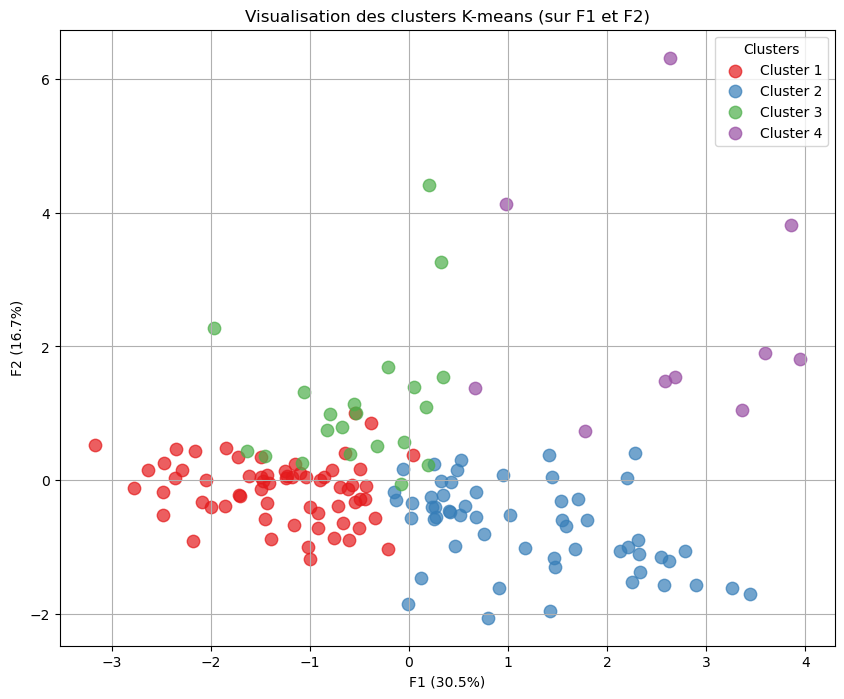 Visualisation des clusters K-means (sur F1 et F2)
Clusters
Cluster 1
Cluster 2
Cluster 3
Cluster 4
F2 (16.7%)
6
4
2
0
−2
−3
−2
−1
0
1
2
3
4
F1 (30.5%)